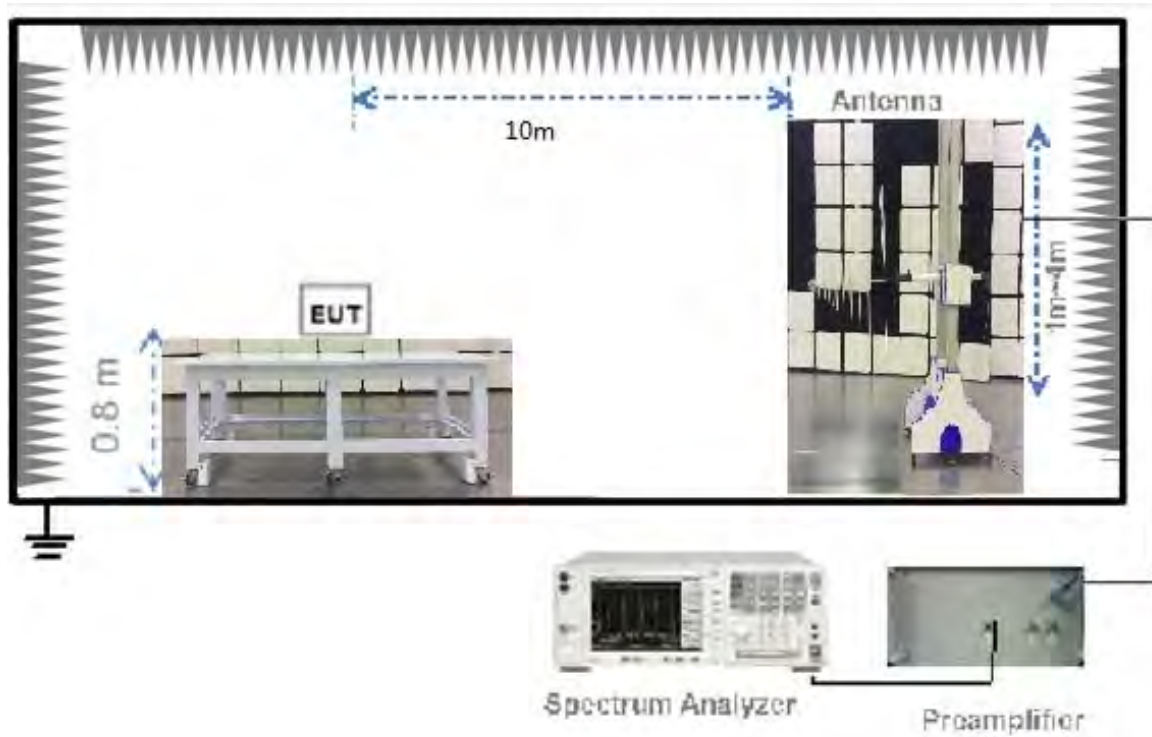 Antenna
10m
1m~4m
EUT
0.8 m
Spectrum Analyzer
Preamplifier